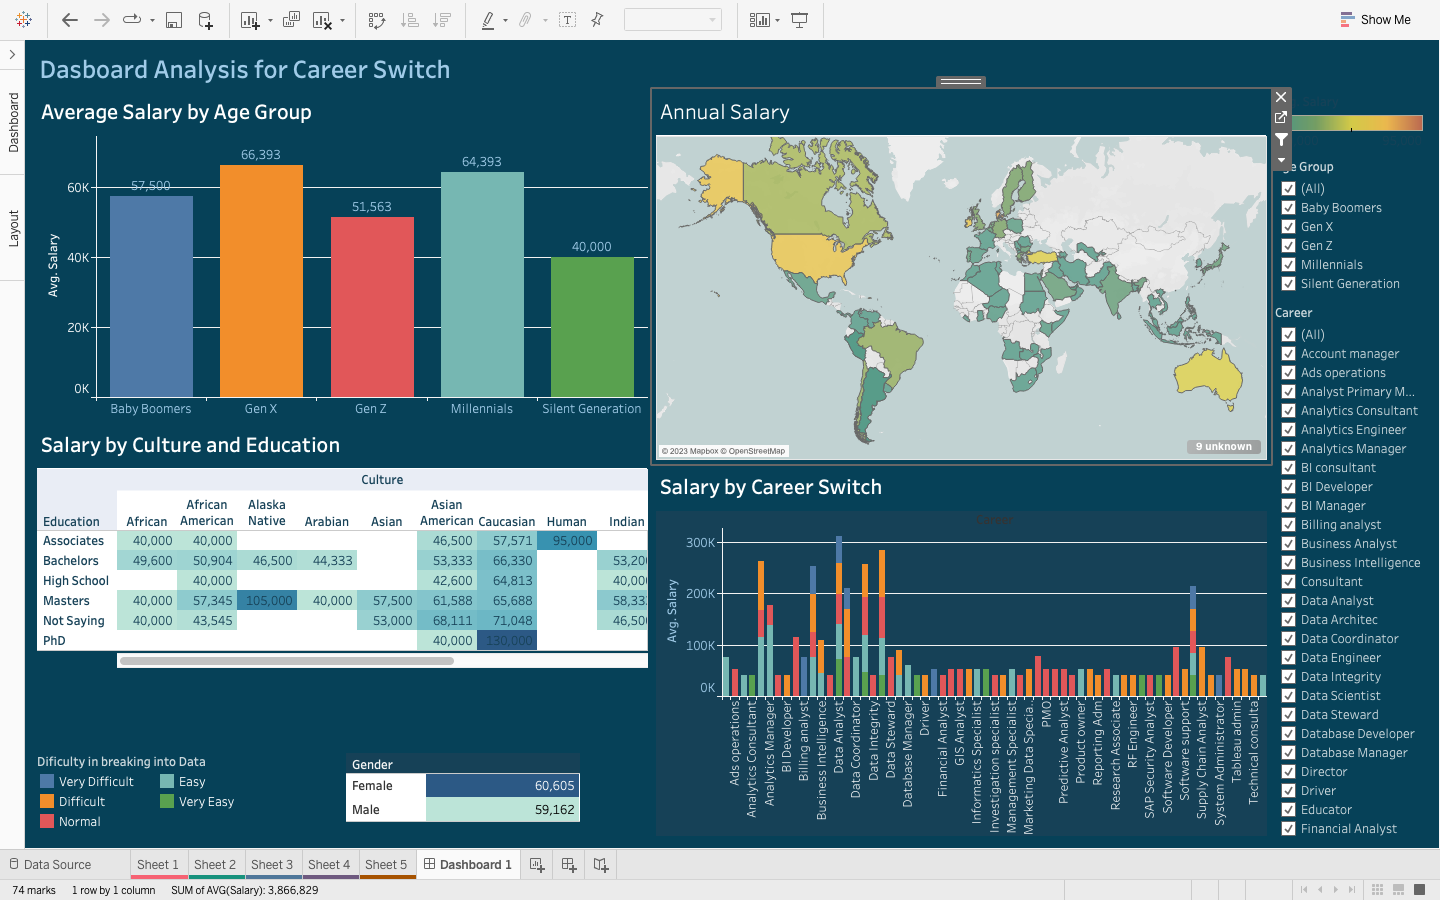 Show Me
Dashboard
Layout
Dasboard Analysis for Career Switch
Average Salary by Age Group
Avg. Salary
60K
40K
20K
0K
57,500
66,393
51,563
64,393
40,000
Baby Boomers Gen X Gen Z Millennials Silent Generation
Annual Salary
© 2023 Mapbox © OpenStreetMap
9 unknown
Salary by Culture and Education
Culture
Education African African American Alaska Native Arabian Asian Asian American Caucasian Human Indian
Associates 40,000 40,000 46,500 57,571 95,000
Bachelors 49,600 50,904 46,500 44,333 53,333 66,330 53,20
High School 40,000 42,600 64,813 40,00
Masters 40,000 57,345 105,000 40,000 57,500 61,588 65,688 58,33
Not Saying 40,000 43,545 53,000 68,111 71,048 46,50
PhD 40,000 130,000
Dificulty in breaking into Data
Very Difficult Easy
Difficult Very Easy
Normal
Gender
Female 60,605
Male 59,162
Salary by Career Switch
Career
Avg. Salary
300K
200K
100K
0K
Ads operations
Analytics Consultant
Analytics Manager
BI Developer
Billing analyst
Business Intelligence
Data Analyst
Data Coordinator
Data Integrity
Data Steward
Database Manager
Driver
Financial Analyst
GIS Analyst
Informatics Specialist
Investigation specialist
Management Specialist
Marketing Data Specia..
PMO
Predictive Analyst
Product owner
Reporting Adm
Research Associate
RF Engineer
SAP Security Analyst
Software Developer
Software support
Supply Chain Analyst
System Administrator
Tableau admin
Technical consulta
ge Group
(All)
Baby Boomers
Gen X
Gen Z
Millennials
Silent Generation
Career
(All)
Account manager
Ads operations
Analyst Primary M...
Analytics Consultant
Analytics Engineer
Analytics Manager
BI consultant
BI Developer
BI Manager
Billing analyst
Business Analyst
Business Intelligence
Consultant
Data Analyst
Data Architec
Data Coordinator
Data Engineer
Data Integrity
Data Scientist
Data Steward
Database Developer
Database Manager
Director
Driver
Educator
Financial Analyst
Data Source Sheet 1 Sheet 2 Sheet 3 Sheet 4 Sheet 5 Dashboard 1
74 marks 1 row by 1 column SUM of AVG(Salary): 3,866,829